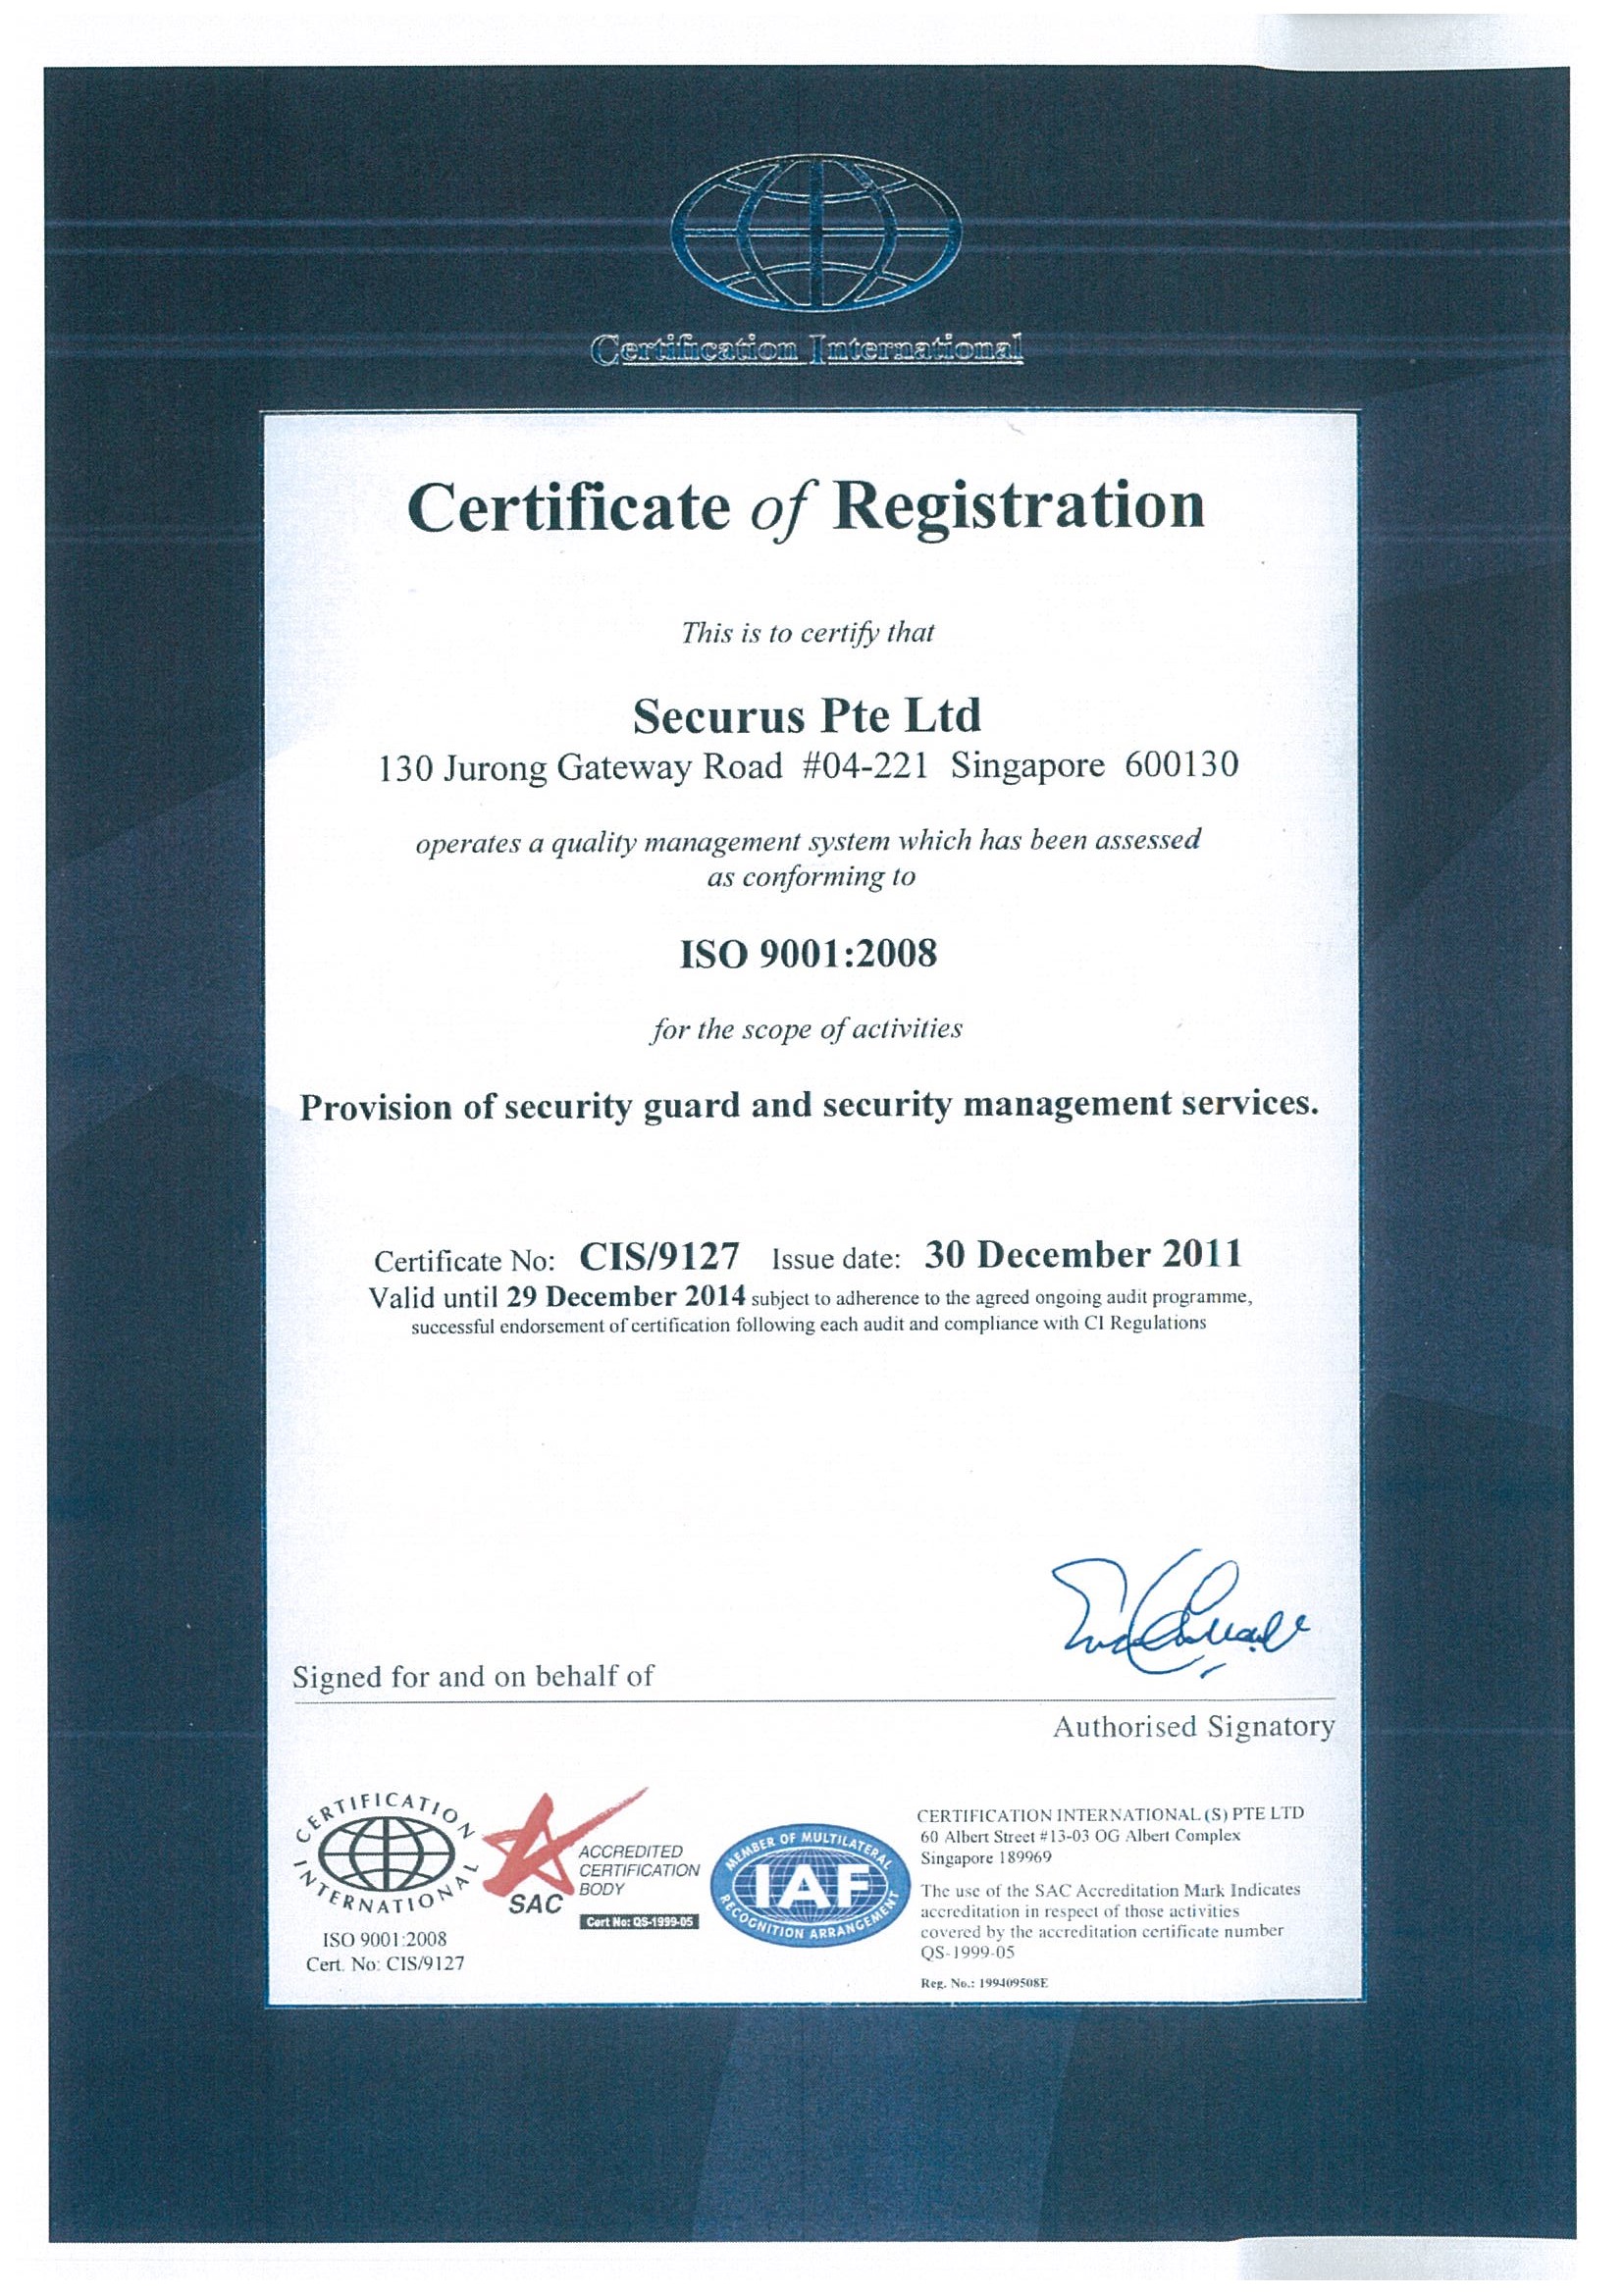 Certification International
Certificate of Registration
This is to certify that
Securus Pte Ltd
130 Jurong Gateway Road #04-221 Singapore 600130
operates a quality management system which has been assessed
as conforming to
ISO 9001:2008
for the scope of activities
Provision of security guard and security management services.
Certificate No: CIS/9127 Issue date: 30 December 2011
Valid until 29 December 2014 subject to adherence to the agreed ongoing audit programme,
successful endorsement of certification following each audit and compliance with CI Regulations
Signed for and on behalf of
Authorised Signatory
CERTIFICATION
INTERNATIONAL
ISO 9001:2008
Cert. No: CIS/9127
SAC
ACCREDITED
CERTIFICATION
BODY
Cert No: QS-1999-05
MEMBER OF MULTILATERAL
IAF
RECOGNITION ARRANGEMENT
CERTIFICATION INTERNATIONAL (S) PTE LTD
60 Albert Street #13-03 OG Albert Complex
Singapore 189969
The use of the SAC Accreditation Mark Indicates
accreditation in respect of those activities
covered by the accreditation certificate number
QS-1999-05
Reg. No.: 199409508E